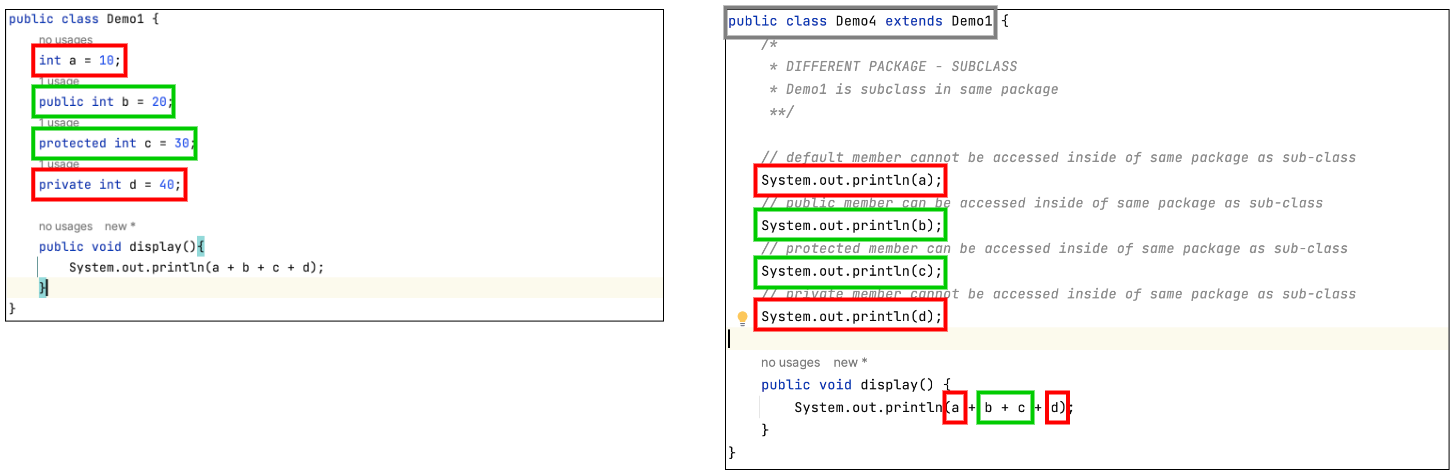 public class Demo1 {
no usages
int a = 10;
1 usage
public int b = 20;
1 usage
protected int c = 30;
1 usage
private int d = 40;
no usages new *
public void display(){
System.out.println(a + b + c + d);
}
}
public class Demo4 extends Demo1 {
/*
* DIFFERENT PACKAGE - SUBCLASS
* Demo1 is subclass in same package
**/
// default member cannot be accessed inside of same package as sub-class
System.out.println(a);
// public member can be accessed inside of same package as sub-class
System.out.println(b);
// protected member can be accessed inside of same package as sub-class
System.out.println(c);
// private member cannot be accessed inside of same package as sub-class
System.out.println(d);
no usages new *
public void display() {
System.out.println(a + b + c + d);
}
}